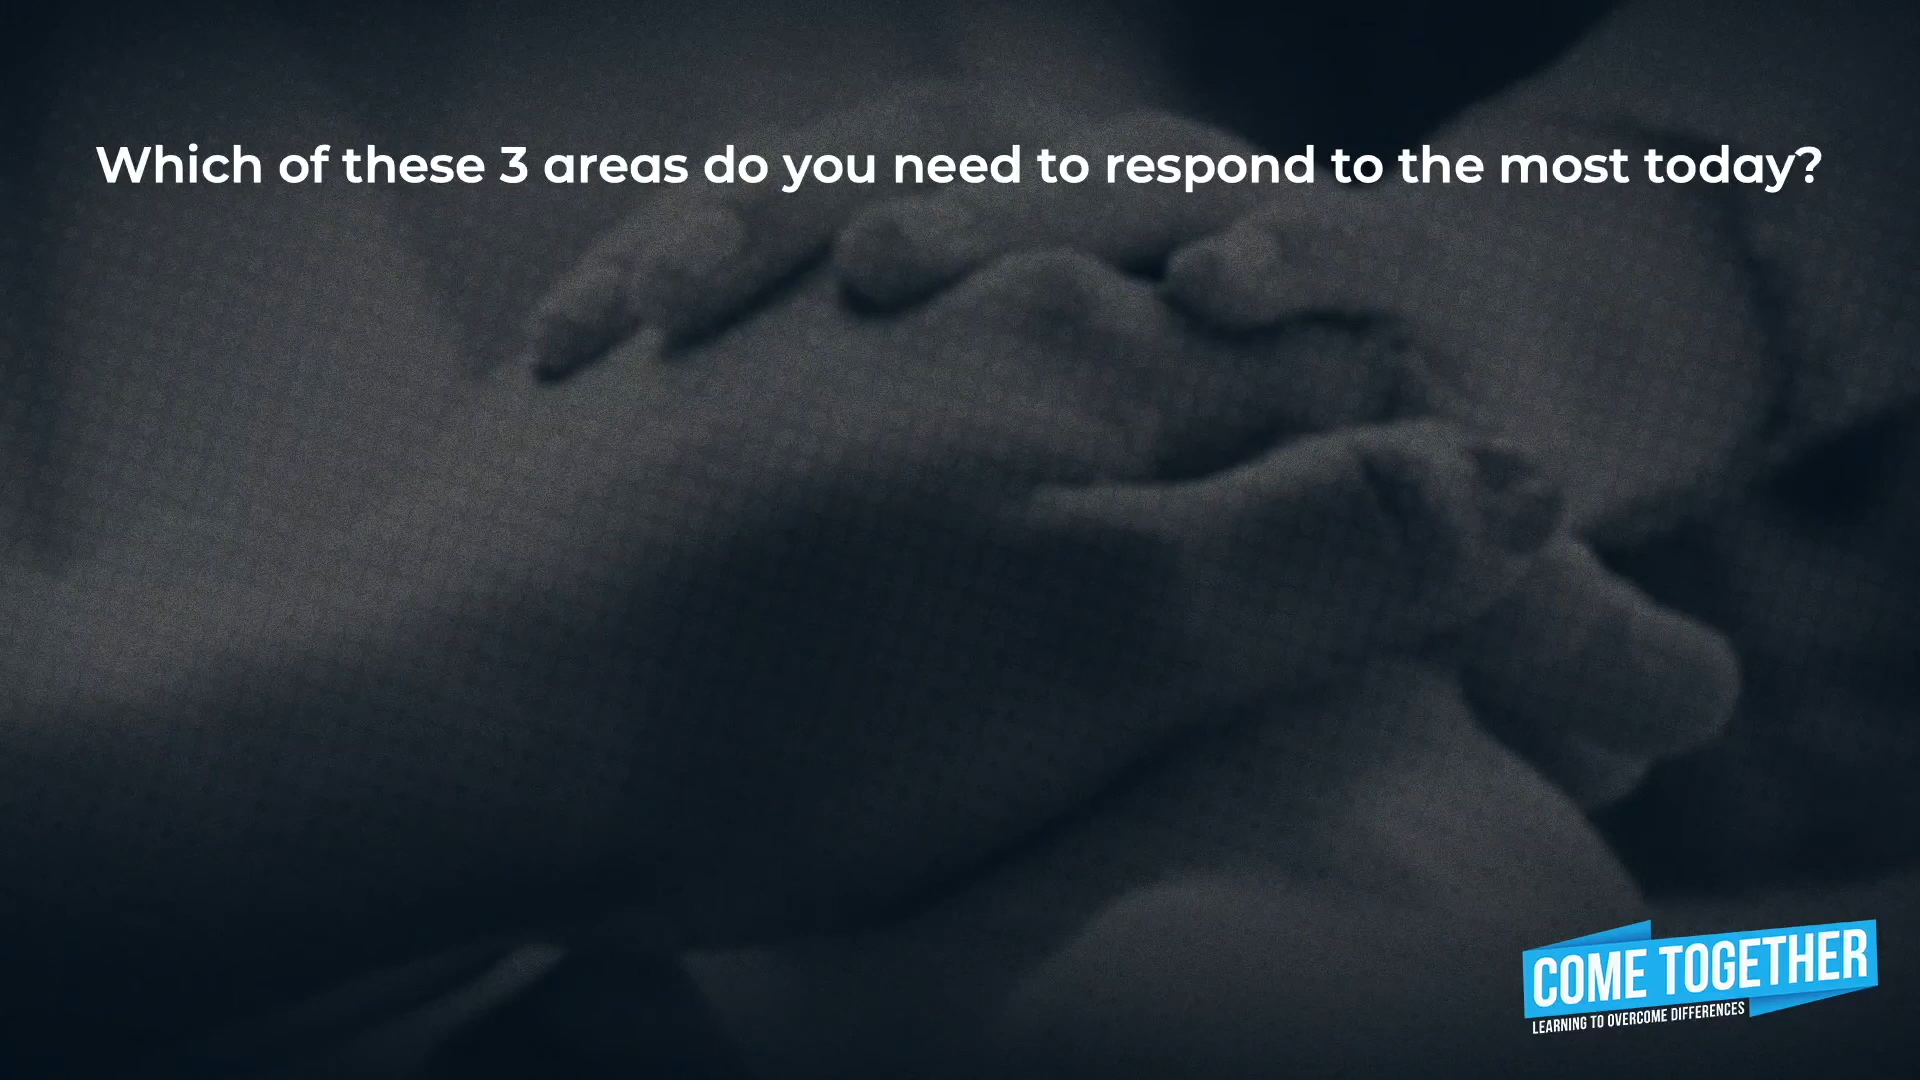 Which of these 3 areas do you need to respond to the most today?
COME TOGETHER
LEARNING TO OVERCOME DIFFERENCES